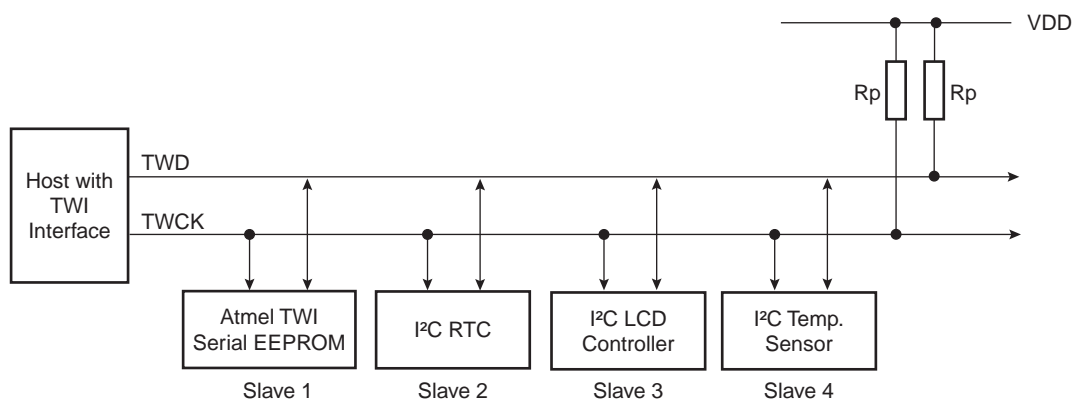 VDD
Rp
Rp
Host with
TWI
Interface
TWD
TWCK
Atmel TWI
Serial EEPROM
Slave 1
I²C RTC
Slave 2
I²C LCD
Controller
Slave 3
I²C Temp.
Sensor
Slave 4